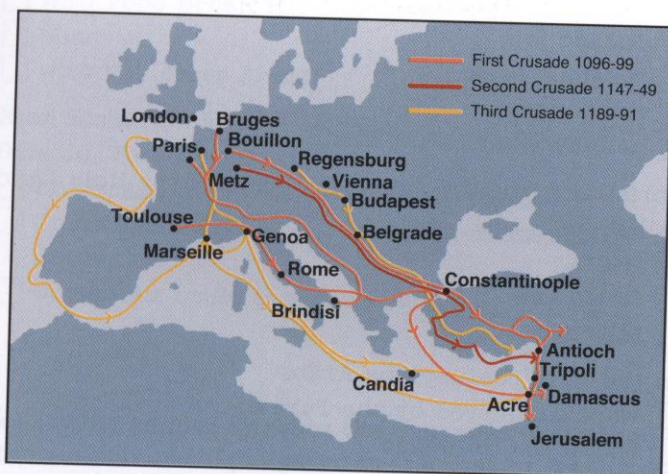 First Crusade 1096-99
Second Crusade 1147-49
Third Crusade 1189-91
London
Bruges
Paris
Bouillon
Metz
Regensburg
Vienna
Budapest
Toulouse
Genoa
Belgrade
Marseille
Rome
Constantinople
Brindisi
Antioch
Candia
Tripoli
Acre
Damascus
Jerusalem